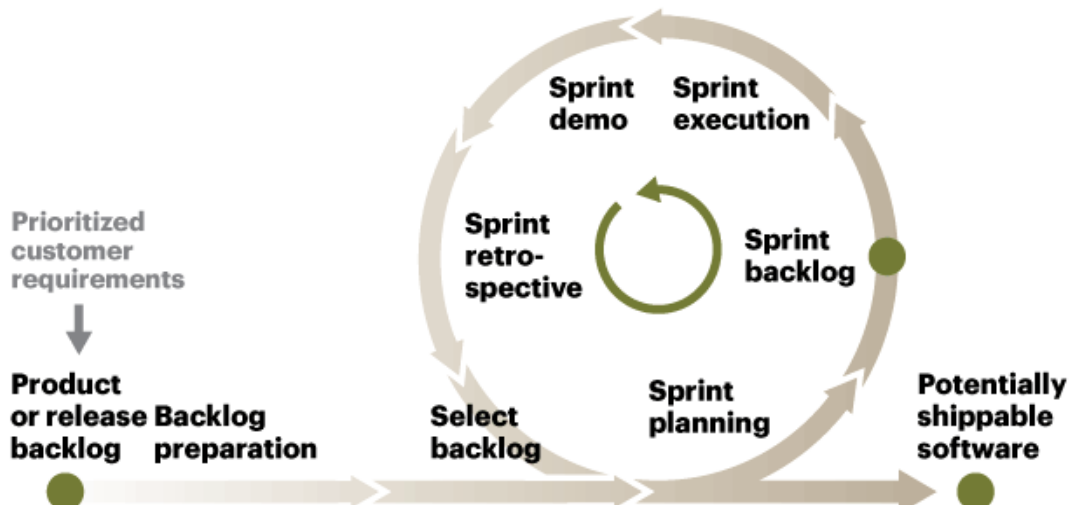 Sprint
demo
Sprint
execution
Prioritized
customer
requirements
Sprint
retro-
spective
Sprint
backlog
Product
or release
backlog
Backlog
preparation
Select
backlog
Sprint
planning
Potentially
shippable
software